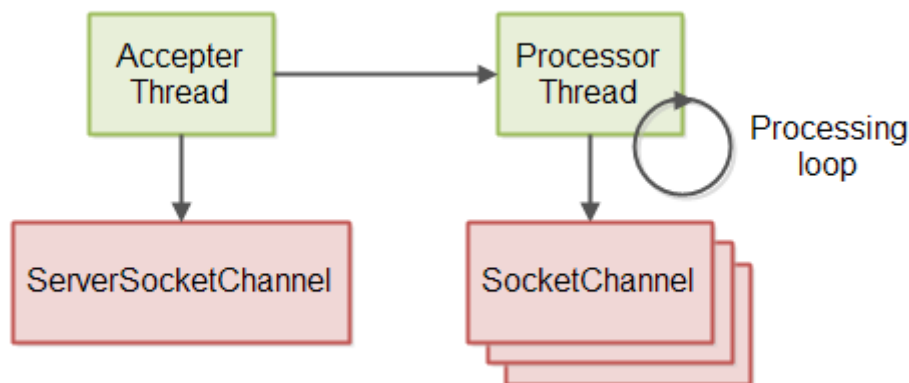 Accepter
Thread
Processor
Thread
Processing
loop
ServerSocketChannel
SocketChannel